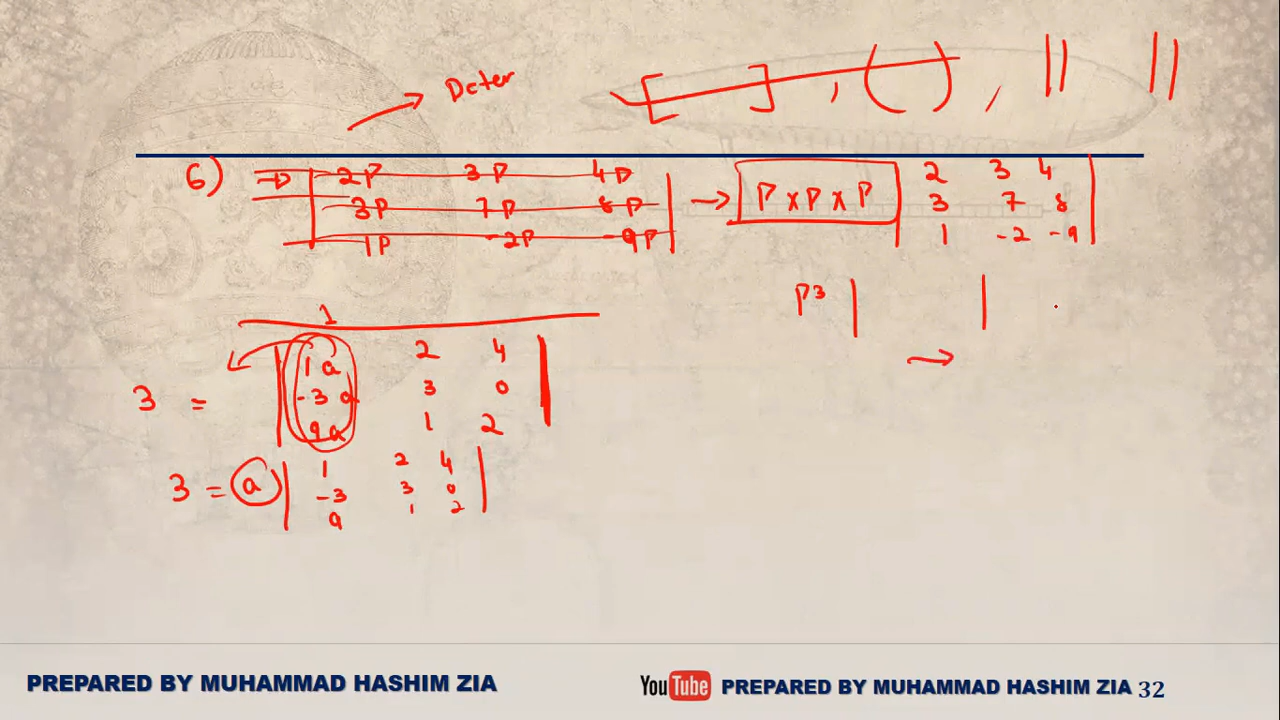 Deter
[ ] , ( ) , || ||
6) → | 2P 3P 4P | → P x P x P | 2 3 4 |
| 3P 7P 8P | | 3 7 8 |
| 1P -2P -9P | | 1 -2 -9 |
P3 | |
1
→
3 = | 1a 2 4 |
| -3a 3 0 |
| 9a 1 2 |
3 = a | 1 2 4 |
| -3 3 0 |
| 9 1 2 |
PREPARED BY MUHAMMAD HASHIM ZIA
YouTube PREPARED BY MUHAMMAD HASHIM ZIA 32